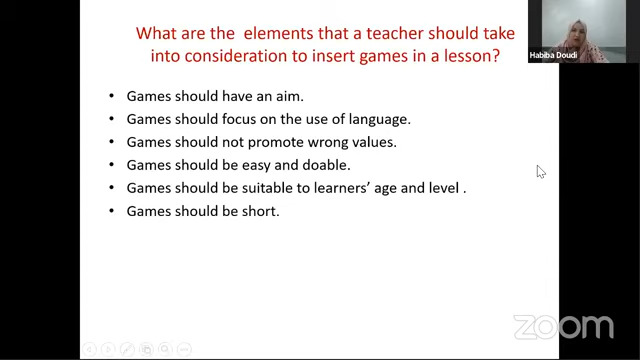 What are the elements that a teacher should take
into consideration to insert games in a lesson?
Habiba Doudi
• Games should have an aim.
• Games should focus on the use of language.
• Games should not promote wrong values.
• Games should be easy and doable.
• Games should be suitable to learners' age and level .
• Games should be short.
zoom